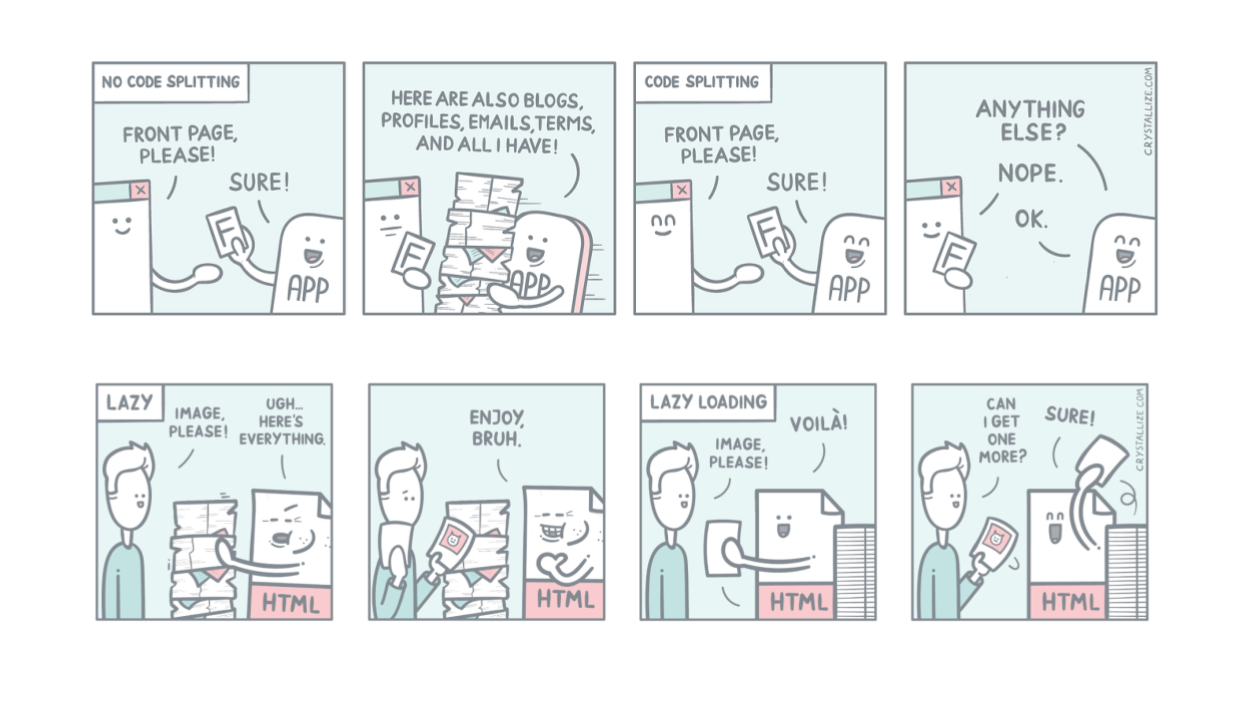 NO CODE SPLITTING
FRONT PAGE,
PLEASE!
SURE!
F
APP
HERE ARE ALSO BLOGS,
PROFILES, EMAILS, TERMS,
AND ALL I HAVE!
F
APP
CODE SPLITTING
FRONT PAGE,
PLEASE!
SURE!
F
APP
ANYTHING
ELSE?
NOPE.
OK.
F
APP
CRYSTALLIZE.COM
LAZY
IMAGE,
PLEASE!
UGH...
HERE'S
EVERYTHING.
HTML
ENJOY,
BRUH.
HTML
LAZY LOADING
IMAGE,
PLEASE!
VOILÀ!
HTML
CAN
I GET
ONE
MORE?
SURE!
HTML
CRYSTALLIZE.COM